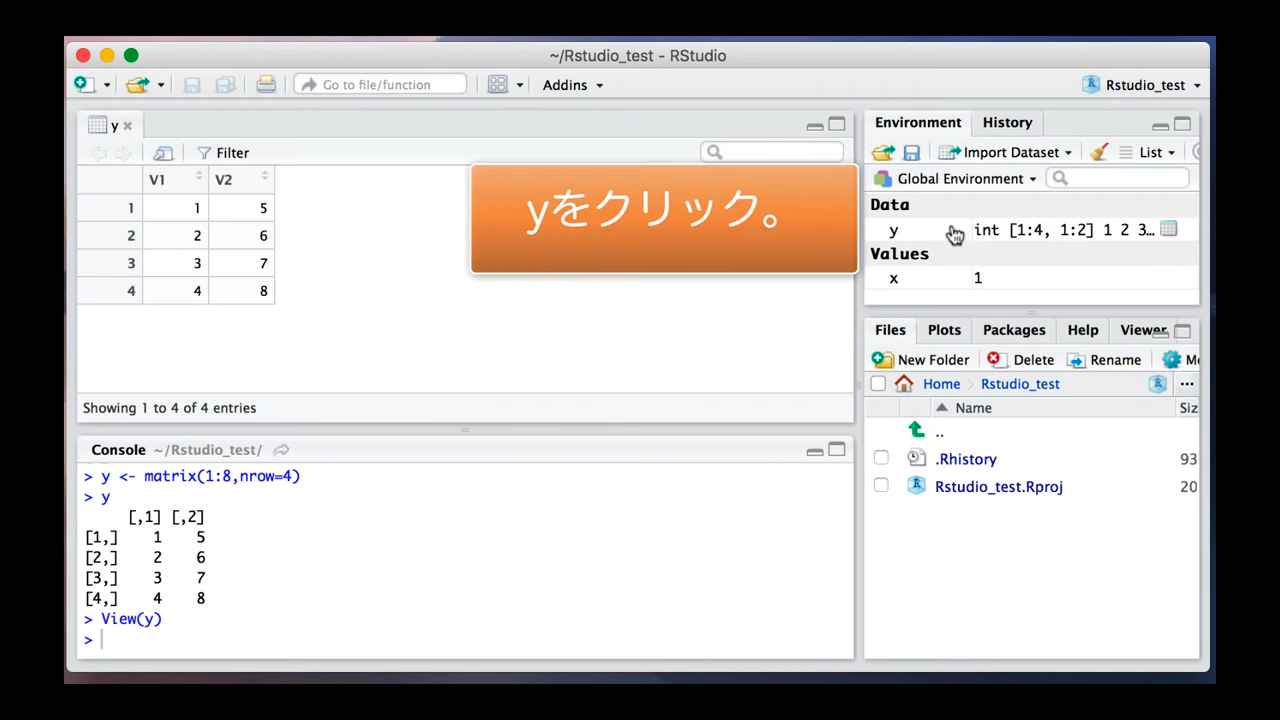 ~/Rstudio_test - RStudio
Go to file/function
Addins
Rstudio_test
y
Filter
V1 V2
1 1 5
2 2 6
3 3 7
4 4 8
Showing 1 to 4 of 4 entries
yをクリック。
Console ~/Rstudio_test/
> y <- matrix(1:8,nrow=4)
> y
[,1] [,2]
[1,] 1 5
[2,] 2 6
[3,] 3 7
[4,] 4 8
> View(y)
>
Environment History
Import Dataset List
Global Environment
Data
y int [1:4, 1:2] 1 2 3…
Values
x 1
Files Plots Packages Help Viewer
New Folder Delete Rename Mo
Home Rstudio_test ...
Name Siz
..
.Rhistory 93
Rstudio_test.Rproj 20